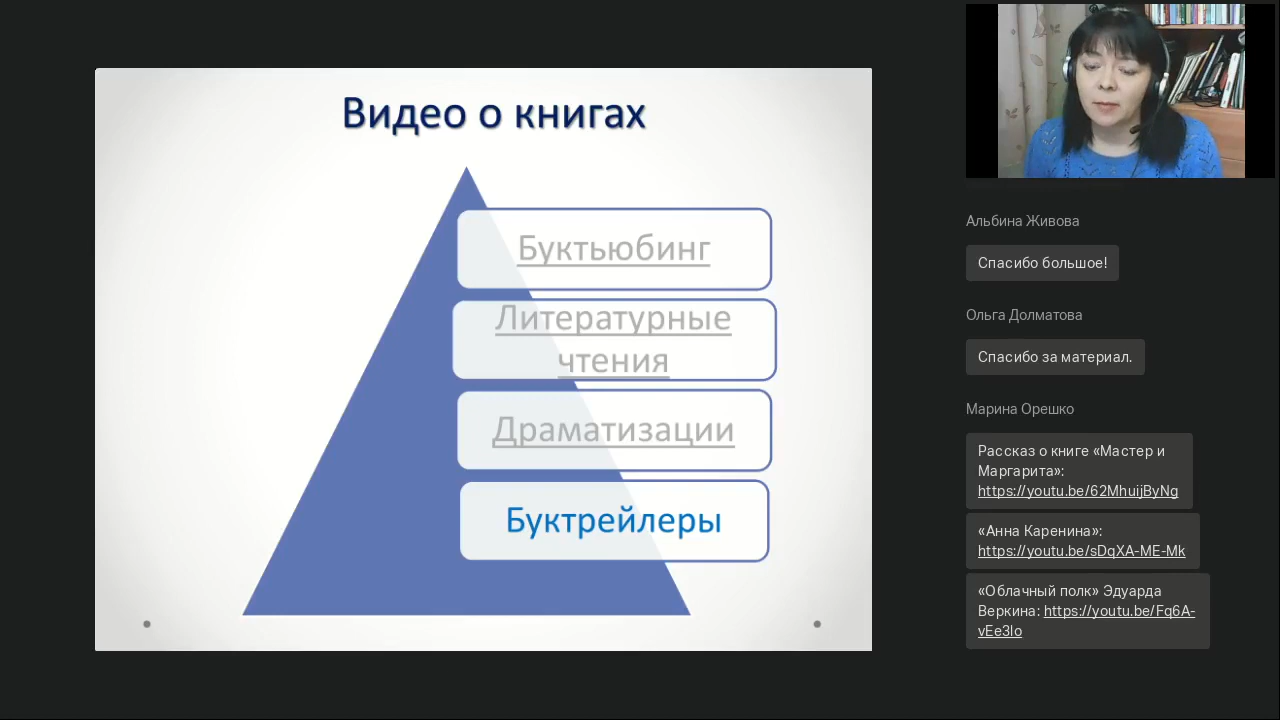 Видео о книгах
Буктьюбинг
Литературные
чтения
Драматизации
Буктрейлеры
Альбина Живова
Спасибо большое!
Ольга Долматова
Спасибо за материал.
Марина Орешко
Рассказ о книге «Мастер и
Маргарита»:
https://youtu.be/62MhuijByNg
«Анна Каренина»:
https://youtu.be/sDqXA-ME-Mk
«Облачный полк» Эдуарда
Веркина: https://youtu.be/Fq6A-
vEe3lo